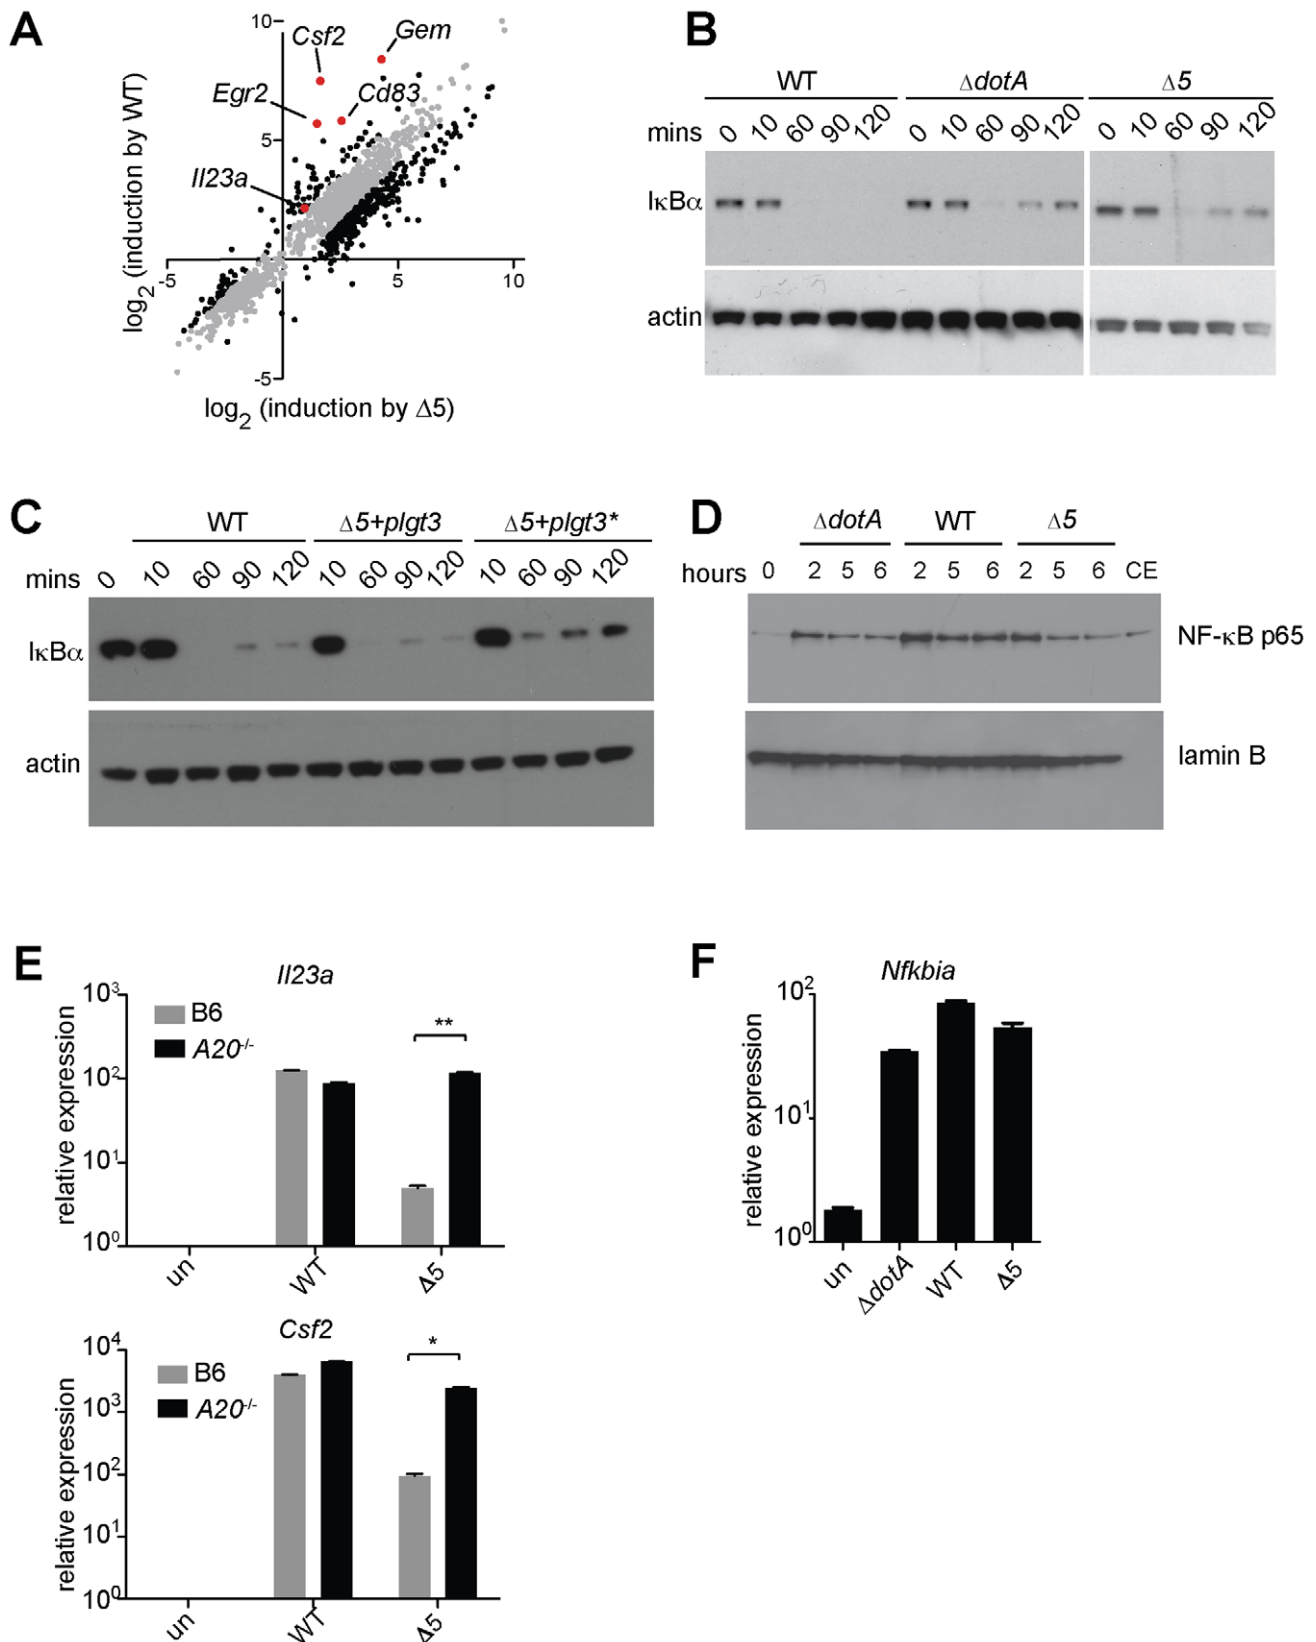 A
10
Csf2
Gem
Egr2
Cd83
5
Il23a
-5
5
10
-5
log2 (induction by WT)
log2 (induction by Δ5)
B
WT
ΔdotA
Δ5
mins
0 10 60 90 120 0 10 60 90 120 0 10 60 90 120
IκBα
actin
C
WT
Δ5+plgt3
Δ5+plgt3*
mins
0 10 60 90 120 10 60 90 120 10 60 90 120
IκBα
actin
D
ΔdotA
WT
Δ5
hours 0 2 5 6 2 5 6 2 5 6 CE
NF-κB p65
lamin B
E
Il23a
10³
B6
**
A20-/-
10²
10¹
10⁰
relative expression
un
WT
Δ5
Csf2
10⁴
B6
*
A20-/-
10³
10²
10¹
10⁰
relative expression
un
WT
Δ5
F
Nfkbia
10²
10¹
10⁰
relative expression
un
ΔdotA
WT
Δ5